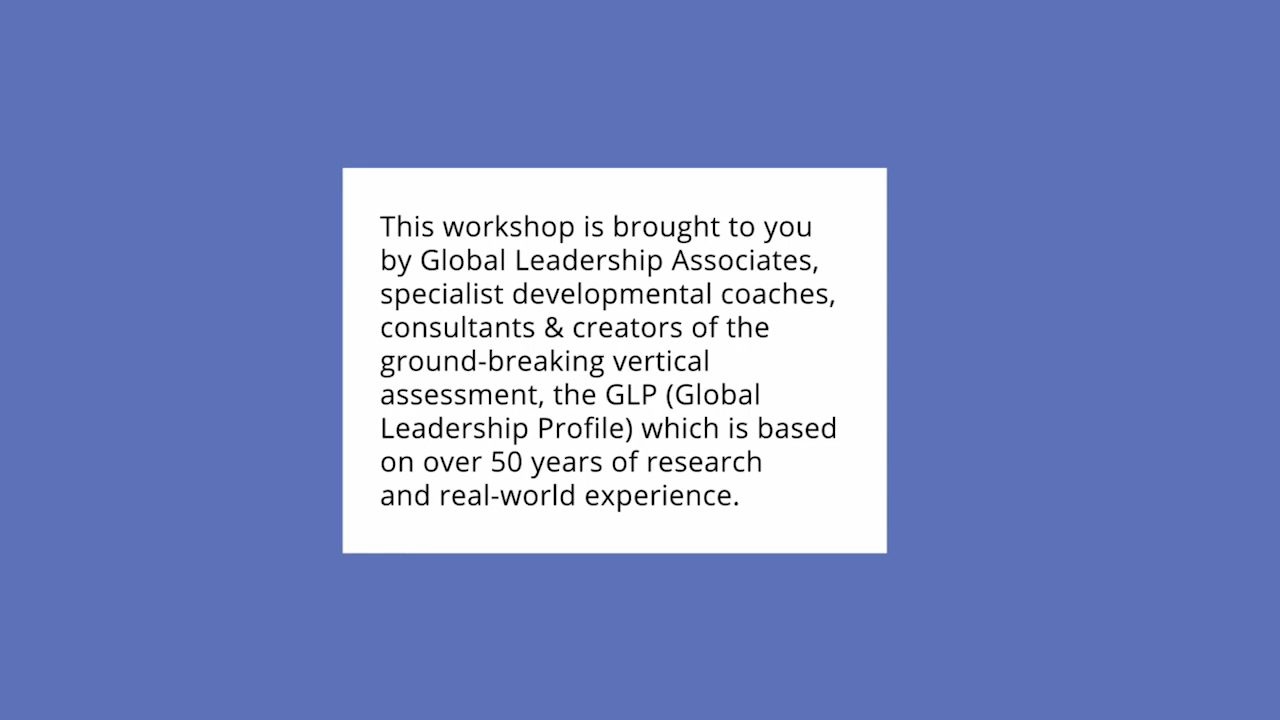 This workshop is brought to you
by Global Leadership Associates,
specialist developmental coaches,
consultants & creators of the
ground-breaking vertical
assessment, the GLP (Global
Leadership Profile) which is based
on over 50 years of research
and real-world experience.